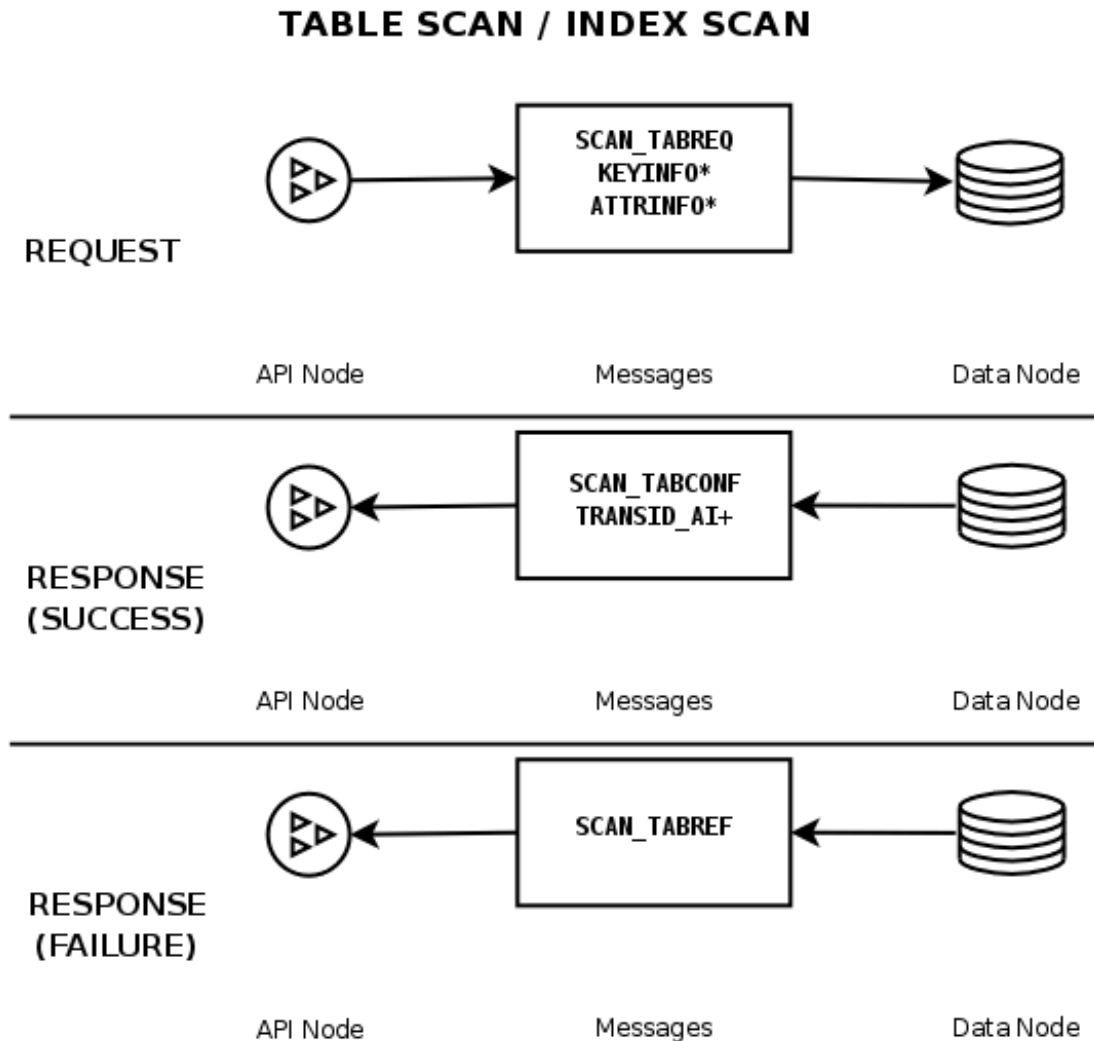 TABLE SCAN / INDEX SCAN
SCAN_TABREQ
KEYINFO*
ATTRINFO*
REQUEST
API Node
Messages
Data Node
SCAN_TABCONF
TRANSID_AI+
RESPONSE
(SUCCESS)
API Node
Messages
Data Node
SCAN_TABREF
RESPONSE
(FAILURE)
API Node
Messages
Data Node